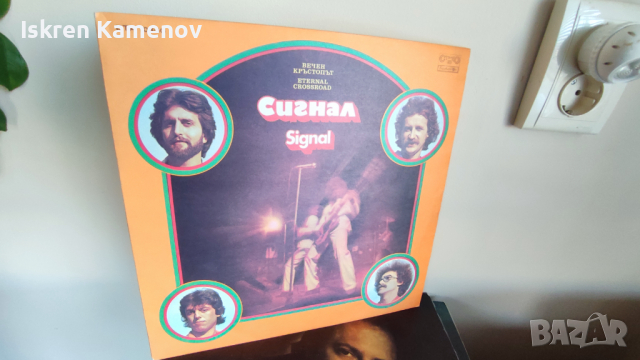 Iskren Kamenov
ВЕЧЕН
КРЪСТОПЪТ
ETERNAL
CROSSROAD
Сигнал
Signal
BAZAR